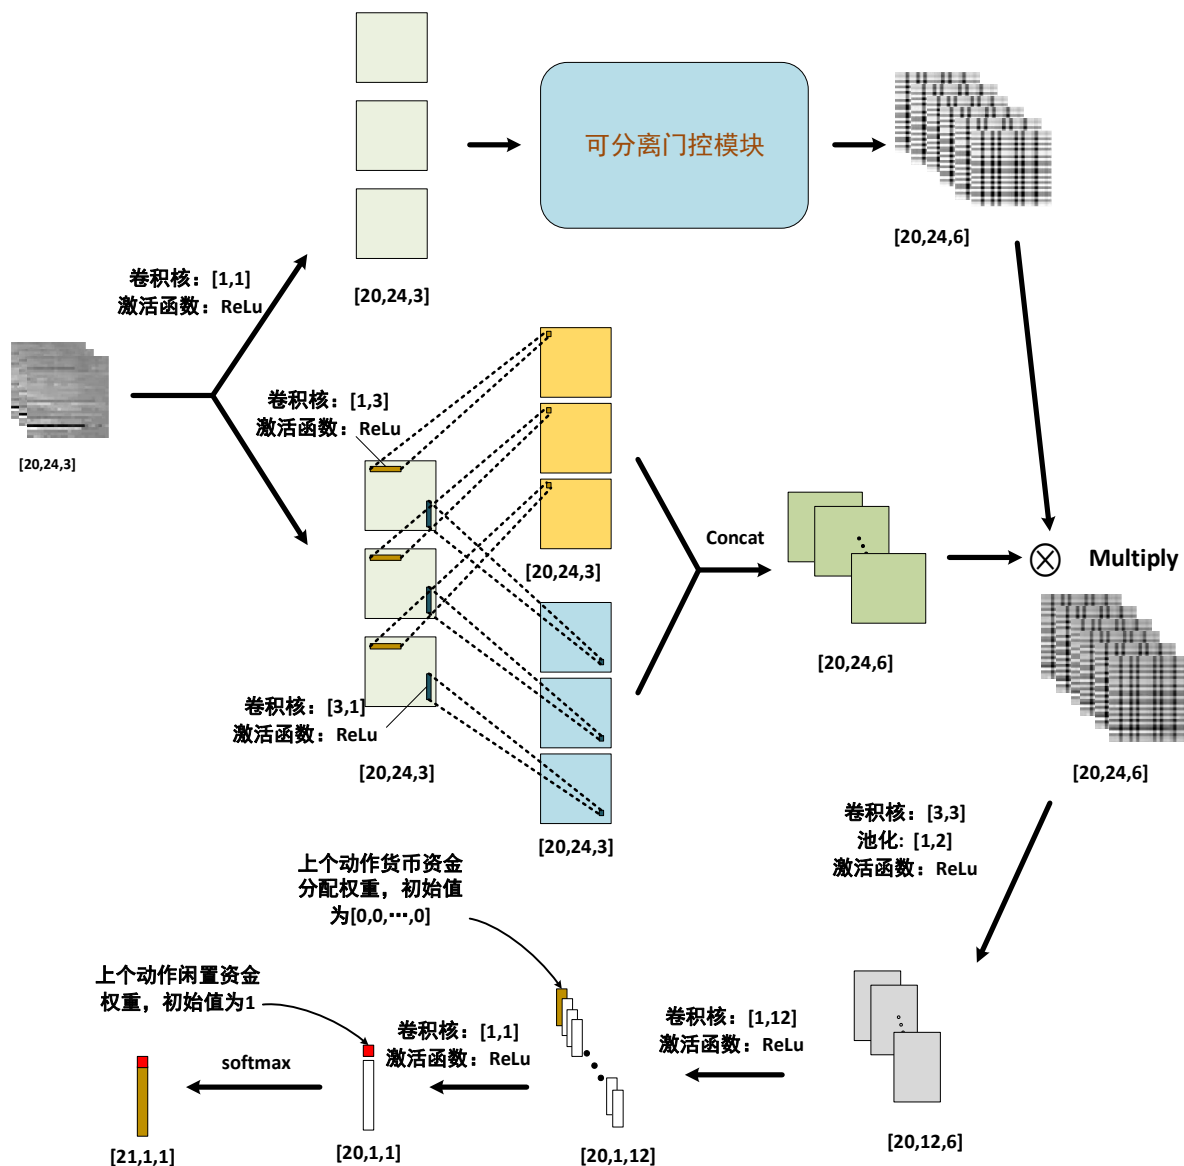 可分离门控模块
[20,24,6]
卷积核：[1,1]
激活函数：ReLu
[20,24,3]
[20,24,3]
卷积核：[1,3]
激活函数：ReLu
[20,24,3]
Concat
Multiply
[20,24,6]
卷积核：[3,1]
激活函数：ReLu
[20,24,3]
[20,24,3]
[20,24,6]
卷积核：[3,3]
池化: [1,2]
激活函数：ReLu
上个动作货币资金
分配权重，初始值
为[0,0,…,0]
上个动作闲置资金
权重，初始值为1
卷积核：[1,12]
激活函数：ReLu
卷积核：[1,1]
激活函数：ReLu
softmax
[21,1,1]
[20,1,1]
[20,1,12]
[20,12,6]